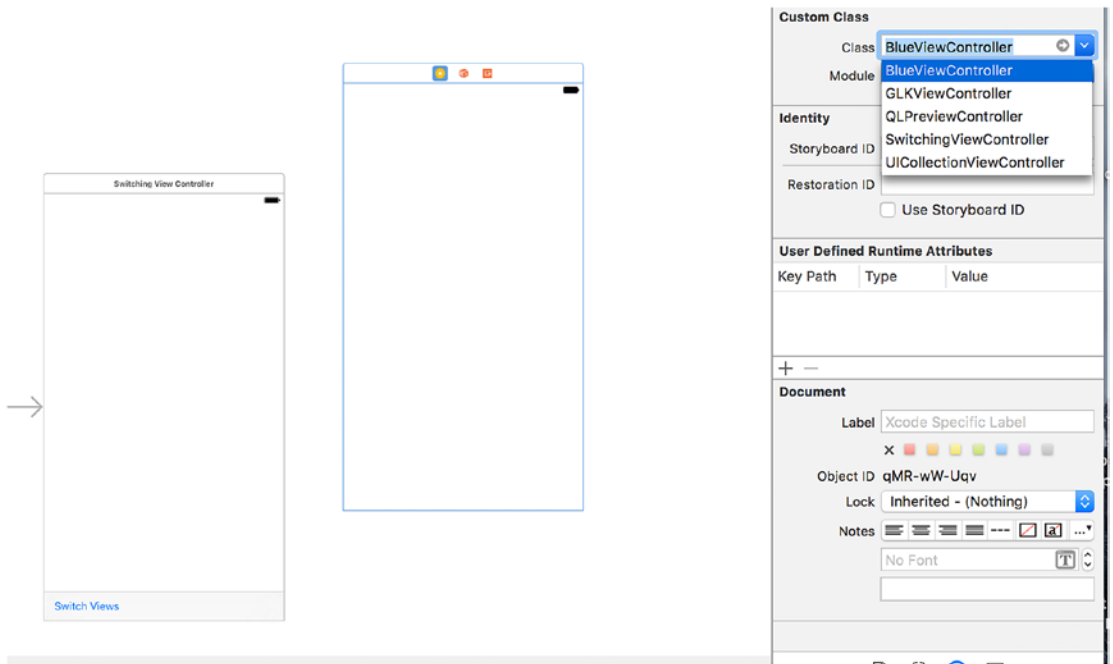 Switching View Controller
Switch Views
Custom Class
Class BlueViewController
BlueViewController
Module
GLKViewController
QLPreviewController
SwitchingViewController
UICollectionViewController
Identity
Storyboard ID
Restoration ID
Use Storyboard ID
User Defined Runtime Attributes
Key Path Type Value
Document
Label Xcode Specific Label
Object ID qMR-wW-Uqv
Lock Inherited - (Nothing)
Notes
No Font